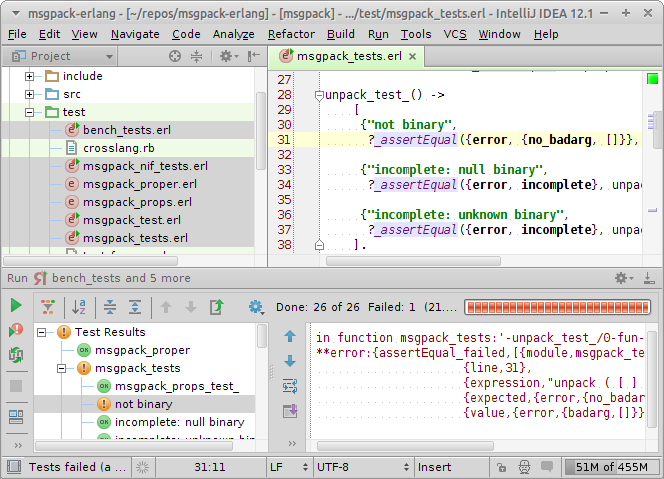 msgpack-erlang - [~/repos/msgpack-erlang] - [msgpack] - .../test/msgpack_tests.erl - IntelliJ IDEA 12.1
File Edit View Navigate Code Analyze Refactor Build Run Tools VCS Window Help
Project
msgpack_tests.erl
include
src
test
bench_tests.erl
crosslang.rb
msgpack_nif_tests.erl
msgpack_proper.erl
msgpack_props.erl
msgpack_test.erl
msgpack_tests.erl
27
28 unpack_test_() ->
29 [
30 {"not binary",
31 ?_assertEqual({error, {no_badarg, []}},
32
33 {"incomplete: null binary",
34 ?_assertEqual({error, incomplete}, unpa
35
36 {"incomplete: unknown binary",
37 ?_assertEqual({error, incomplete}, unpa
38 ].
Run bench_tests and 5 more
Done: 26 of 26 Failed: 1 (21....
Test Results
msgpack_proper
msgpack_tests
OK msgpack_props_test_
not binary
OK incomplete: null binary
incomplete: unknown bin
in function msgpack_tests:'-unpack_test_/0-fun-
**error:{assertEqual_failed,[{module,msgpack_te
{line,31},
{expression,"unpack ( [ ]
{expected,{error,{no_badar
{value,{error,{badarg,[]}}
Tests failed (a ... 31:11 LF UTF-8 Insert 51M of 455M